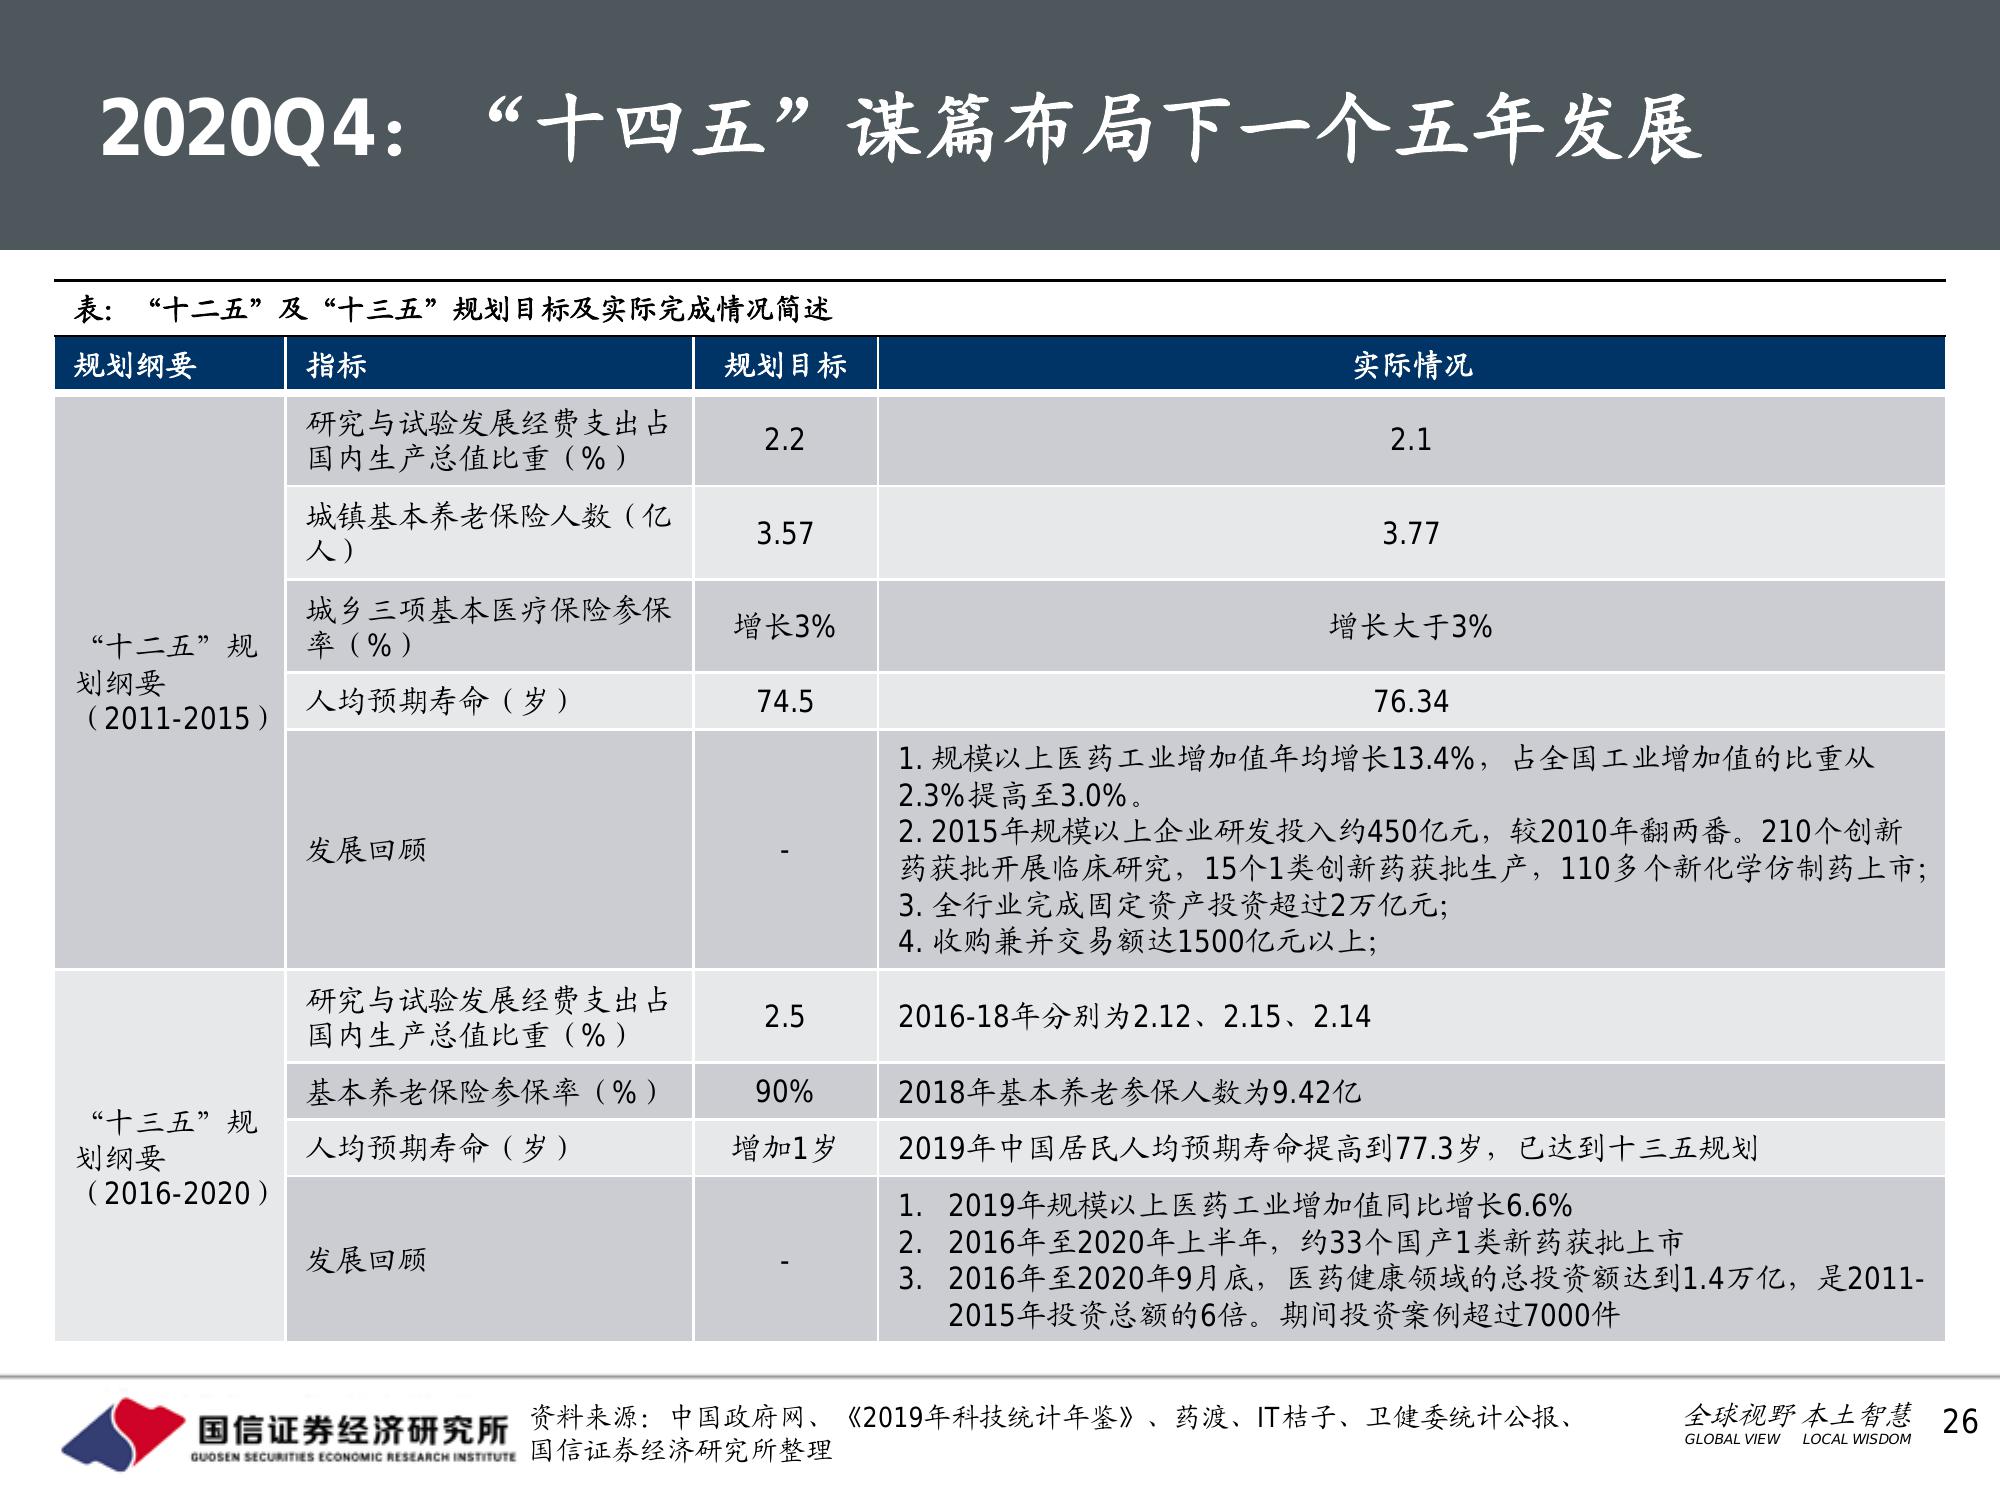 2020Q4：“十四五”谋篇布局下一个五年发展
表：“十二五”及“十三五”规划目标及实际完成情况简述
规划纲要 指标 规划目标 实际情况
“十二五”规
划纲要
（2011-2015）
研究与试验发展经费支出占
国内生产总值比重（%）
2.2
2.1
城镇基本养老保险人数（亿
人）
3.57
3.77
城乡三项基本医疗保险参保
率（%）
增长3%
增长大于3%
人均预期寿命（岁）
74.5
76.34
发展回顾
-
1. 规模以上医药工业增加值年均增长13.4%，占全国工业增加值的比重从
2.3%提高至3.0%。
2. 2015年规模以上企业研发投入约450亿元，较2010年翻两番。210个创新
药获批开展临床研究，15个1类创新药获批生产，110多个新化学仿制药上市；
3. 全行业完成固定资产投资超过2万亿元；
4. 收购兼并交易额达1500亿元以上；
“十三五”规
划纲要
（2016-2020）
研究与试验发展经费支出占
国内生产总值比重（%）
2.5
2016-18年分别为2.12、2.15、2.14
基本养老保险参保率（%）
90%
2018年基本养老参保人数为9.42亿
人均预期寿命（岁）
增加1岁
2019年中国居民人均预期寿命提高到77.3岁，已达到十三五规划
发展回顾
-
1. 2019年规模以上医药工业增加值同比增长6.6%
2. 2016年至2020年上半年，约33个国产1类新药获批上市
3. 2016年至2020年9月底，医药健康领域的总投资额达到1.4万亿，是2011-
2015年投资总额的6倍。期间投资案例超过7000件
国信证券经济研究所
GUOSEN SECURITIES ECONOMIC RESEARCH INSTITUTE
资料来源：中国政府网、《2019年科技统计年鉴》、药渡、IT桔子、卫健委统计公报、
国信证券经济研究所整理
全球视野 本土智慧
GLOBAL VIEW LOCAL WISDOM
26